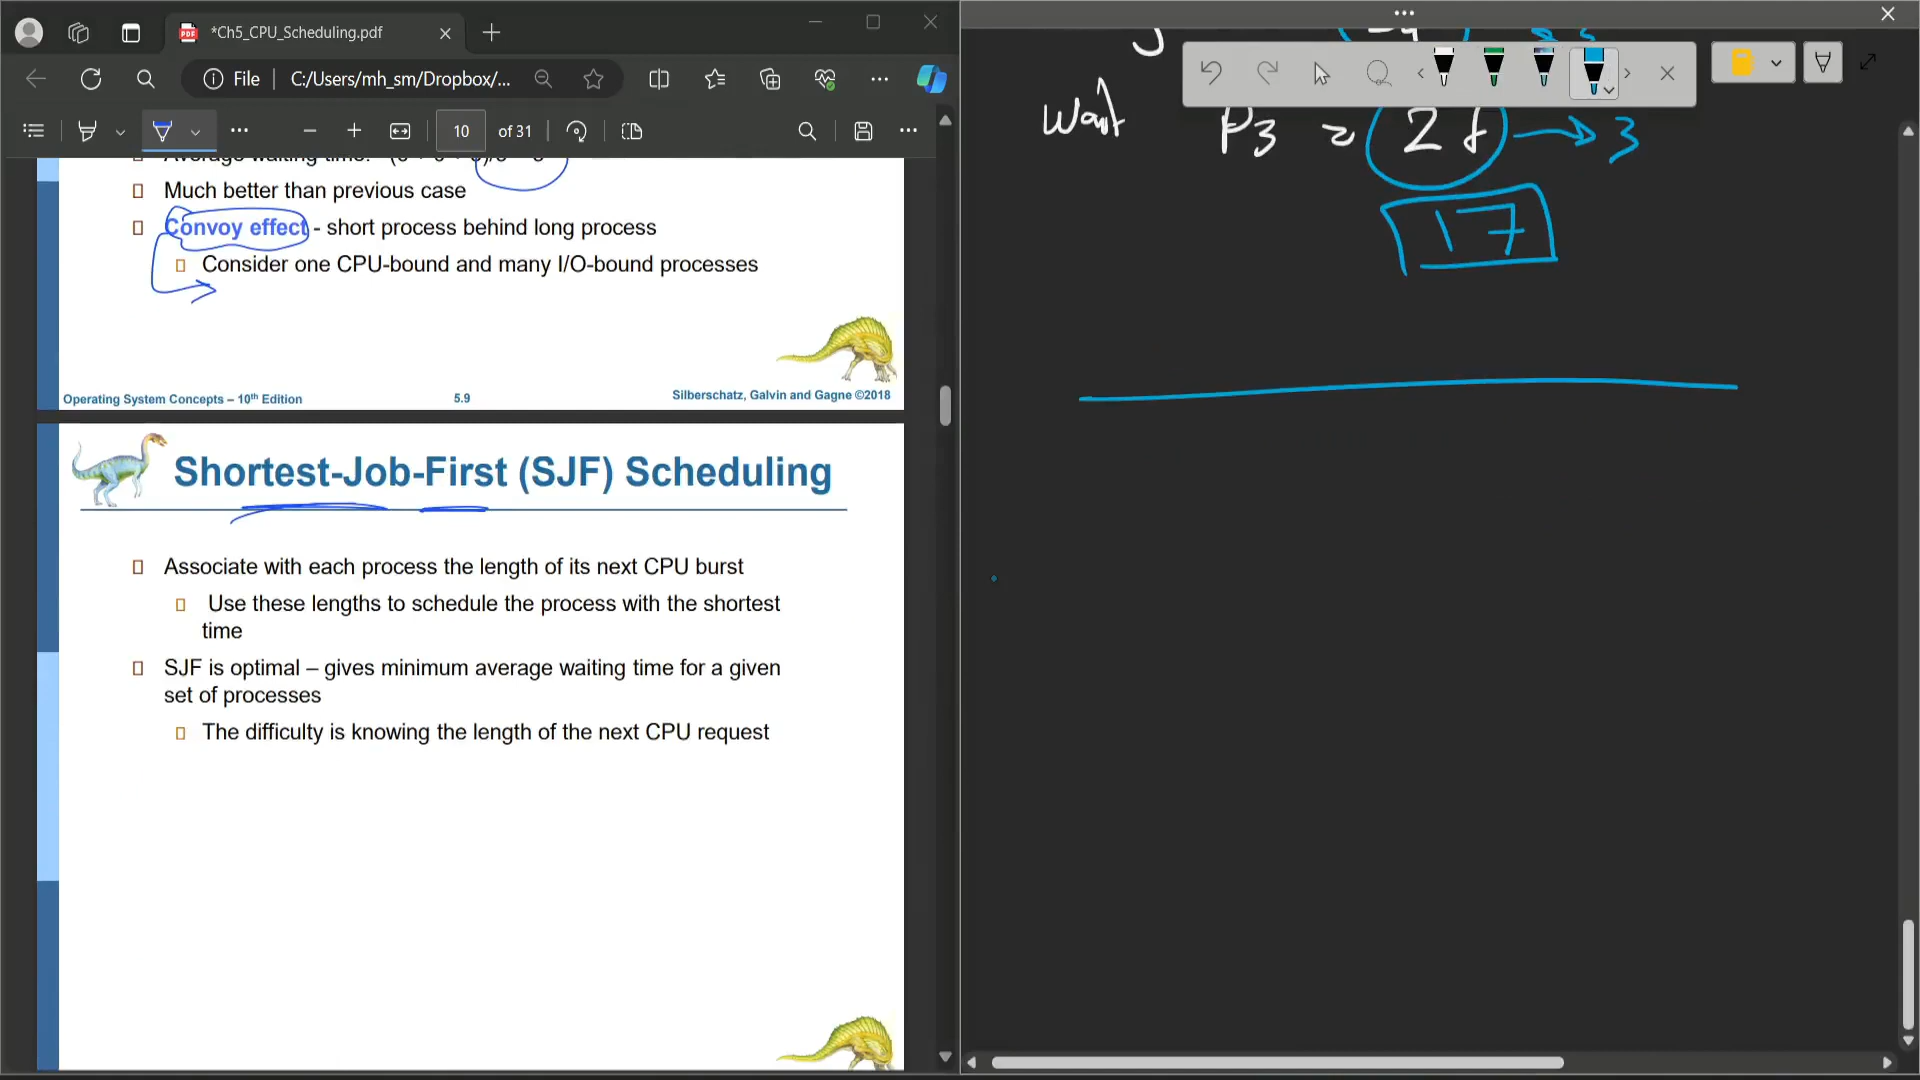 *Ch5_CPU_Scheduling.pdf
File
C:/Users/mh_sm/Dropbox/...
10 of 31
Much better than previous case
Convoy effect - short process behind long process
Consider one CPU-bound and many I/O-bound processes
Operating System Concepts – 10th Edition
5.9
Silberschatz, Galvin and Gagne ©2018
Shortest-Job-First (SJF) Scheduling
Associate with each process the length of its next CPU burst
Use these lengths to schedule the process with the shortest
time
SJF is optimal – gives minimum average waiting time for a given
set of processes
The difficulty is knowing the length of the next CPU request
Wait P3 = 2 → 3
17